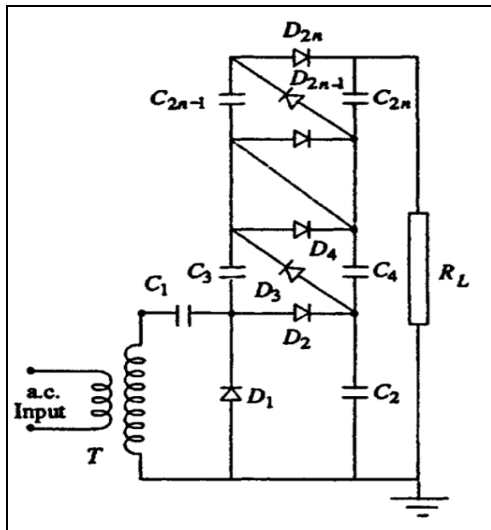 D2n
D2n−1
C2n−1
C2n
D4
C3
C4
D3
RL
C1
D2
a.c.
Input
D1
C2
T